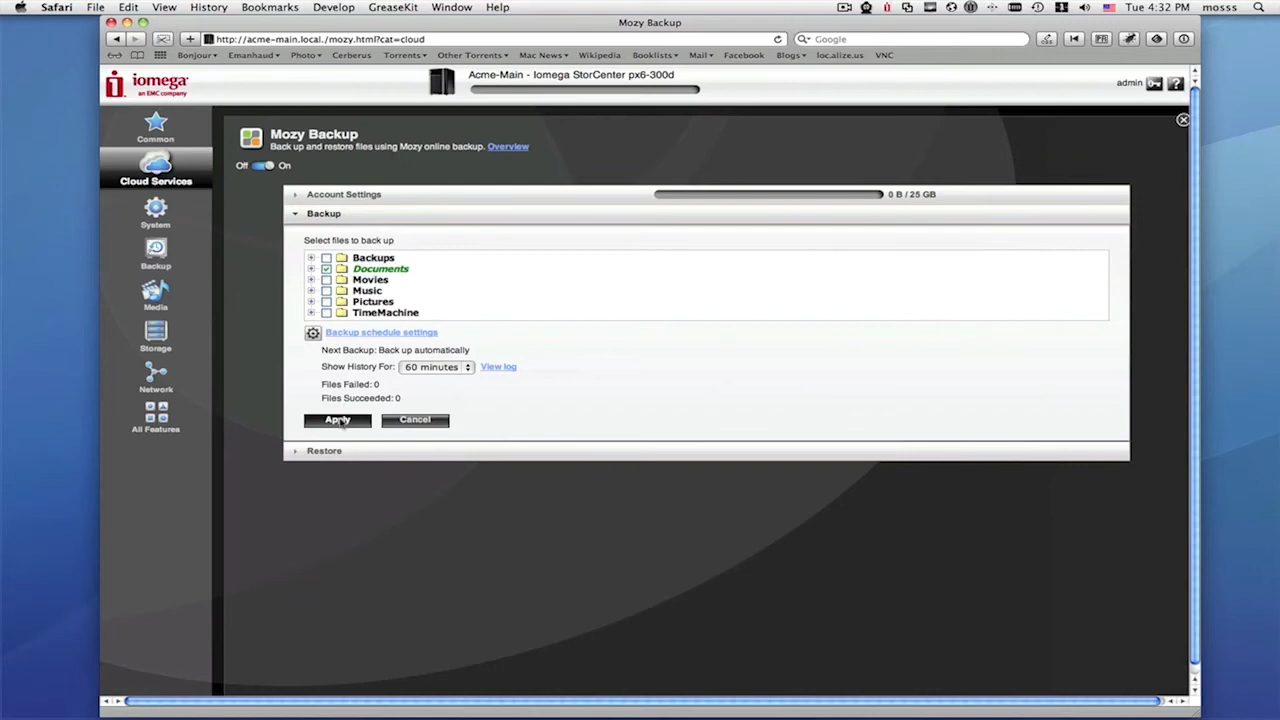 Safari File Edit View History Bookmarks Develop GreaseKit Window Help Tue 4:32 PM mosss
Mozy Backup
http://acme-main.local./mozy.html?cat=cloud Google
Bonjour Emanhaud Photo Cerberus Torrents Other Torrents Mac News Wikipedia Booklists Mail Facebook Blogs loc.alize.us VNC
iomega
an EMC company
Acme-Main - Iomega StorCenter px6-300d
admin ?
Common
Cloud Services
System
Backup
Media
Storage
Network
All Features
Mozy Backup
Back up and restore files using Mozy online backup. Overview
Off On
Account Settings 0 B / 25 GB
Backup
Select files to back up
Backups
Documents
Movies
Music
Pictures
TimeMachine
Backup schedule settings
Next Backup: Back up automatically
Show History For: 60 minutes View log
Files Failed: 0
Files Succeeded: 0
Apply Cancel
Restore